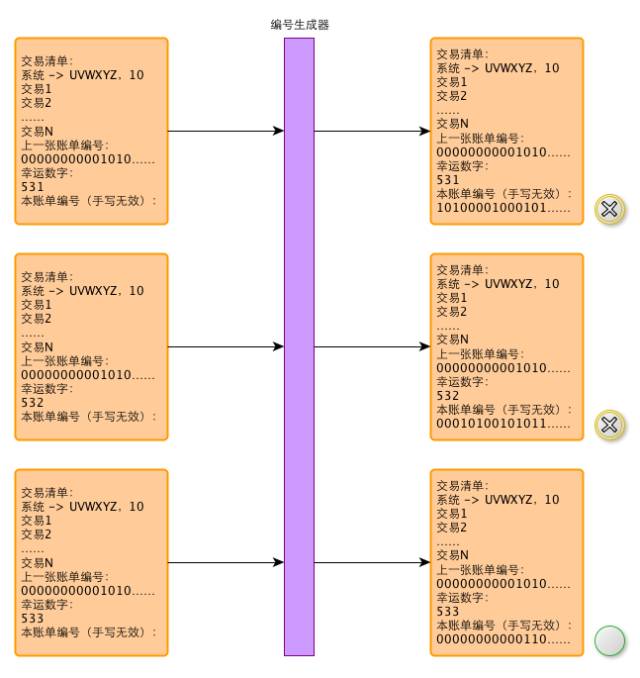 编号生成器
交易清单：
系统 -> UVWXYZ，10
交易1
交易2
......
交易N
上一张账单编号：
00000000001010......
幸运数字：
531
本账单编号（手写无效）：
交易清单：
系统 -> UVWXYZ，10
交易1
交易2
......
交易N
上一张账单编号：
00000000001010......
幸运数字：
531
本账单编号（手写无效）：
10100001000101......
交易清单：
系统 -> UVWXYZ，10
交易1
交易2
......
交易N
上一张账单编号：
00000000001010......
幸运数字：
532
本账单编号（手写无效）：
交易清单：
系统 -> UVWXYZ，10
交易1
交易2
......
交易N
上一张账单编号：
00000000001010......
幸运数字：
532
本账单编号（手写无效）：
00010100101011......
交易清单：
系统 -> UVWXYZ，10
交易1
交易2
......
交易N
上一张账单编号：
00000000001010......
幸运数字：
533
本账单编号（手写无效）：
交易清单：
系统 -> UVWXYZ，10
交易1
交易2
......
交易N
上一张账单编号：
00000000001010......
幸运数字：
533
本账单编号（手写无效）：
00000000000110......